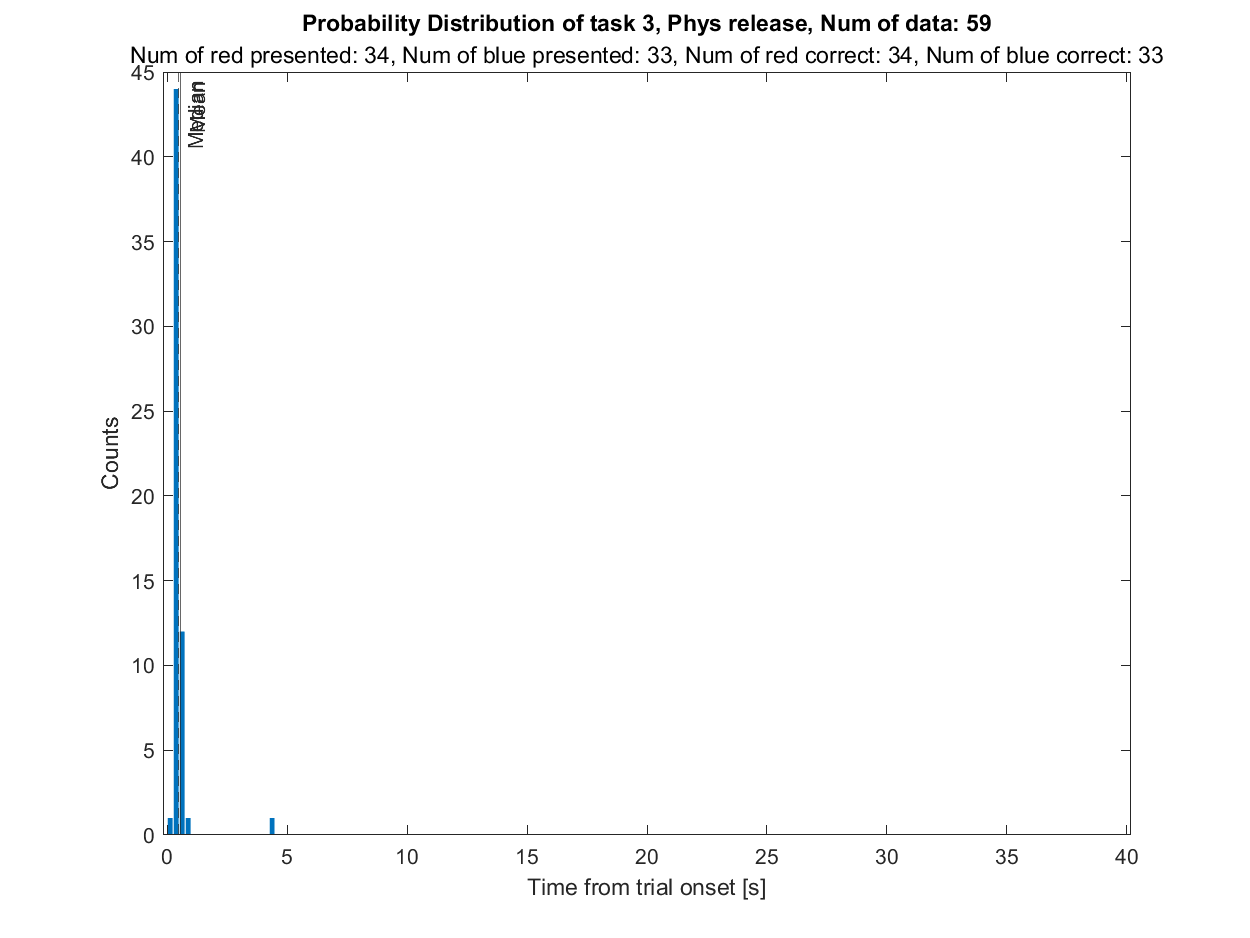 Probability Distribution of task 3, Phys release, Num of data: 59
Num of red presented: 34, Num of blue presented: 33, Num of red correct: 34, Num of blue correct: 33
45
40
35
30
25
20
15
10
5
0
Median
Mean
Counts
0 5 10 15 20 25 30 35 40
Time from trial onset [s]